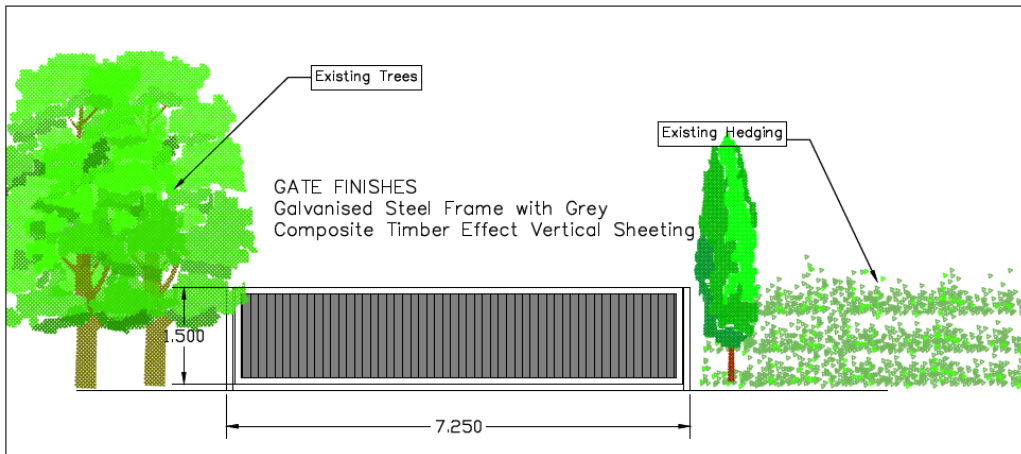 Existing Trees
Existing Hedging
GATE FINISHES
Galvanised Steel Frame with Grey
Composite Timber Effect Vertical Sheeting
1.500
7.250